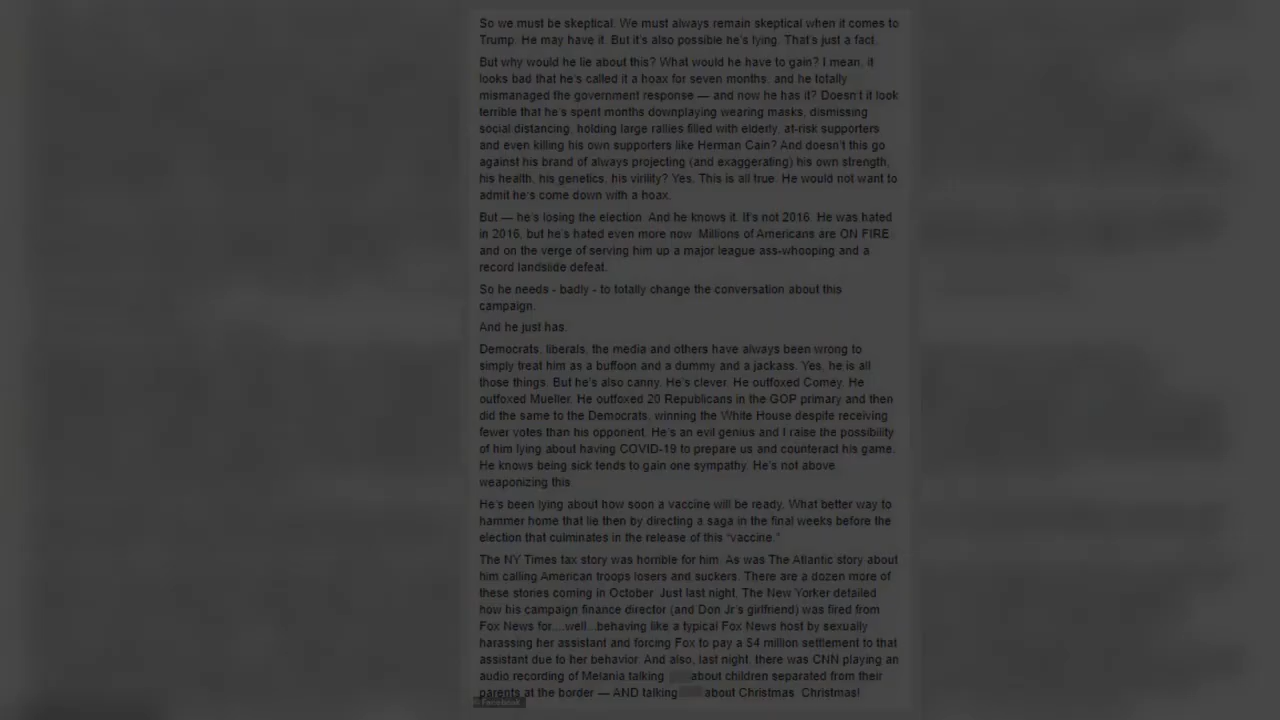 So we must be skeptical. We must always remain skeptical when it comes to
Trump. He may have it. But it's also possible he's lying. That's just a fact.
But why would he lie about this? What would he have to gain? I mean, it
looks bad that he's called it a hoax for seven months, and he totally
mismanaged the government response — and now he has it? Doesn't it look
terrible that he's spent months downplaying wearing masks, dismissing
social distancing, holding large rallies filled with elderly, at-risk supporters
and even killing his own supporters like Herman Cain? And doesn't this go
against his brand of always projecting (and exaggerating) his own strength,
his health, his genetics, his virility? Yes. This is all true. He would not want to
admit he's come down with a hoax.
But — he's losing the election. And he knows it. It's not 2016. He was hated
in 2016, but he's hated even more now. Millions of Americans are ON FIRE
and on the verge of serving him up a major league ass-whooping and a
record landslide defeat.
So he needs - badly - to totally change the conversation about this
campaign.
And he just has.
Democrats, liberals, the media and others have always been wrong to
simply treat him as a buffoon and a dummy and a jackass. Yes, he is all
those things. But he's also canny. He's clever. He outfoxed Comey. He
outfoxed Mueller. He outfoxed 20 Republicans in the GOP primary and then
did the same to the Democrats, winning the White House despite receiving
fewer votes than his opponent. He's an evil genius and I raise the possibility
of him lying about having COVID-19 to prepare us and counteract his game.
He knows being sick tends to gain one sympathy. He's not above
weaponizing this.
He's been lying about how soon a vaccine will be ready. What better way to
hammer home that lie then by directing a saga in the final weeks before the
election that culminates in the release of this "vaccine."
The NY Times tax story was horrible for him. As was The Atlantic story about
him calling American troops losers and suckers. There are a dozen more of
these stories coming in October. Just last night, The New Yorker detailed
how his campaign finance director (and Don Jr's girlfriend) was fired from
Fox News for....well...behaving like a typical Fox News host by sexually
harassing her assistant and forcing Fox to pay a $4 million settlement to that
assistant due to her behavior. And also, last night, there was CNN playing an
audio recording of Melania talking about children separated from their
parents at the border — AND talking about Christmas. Christmas!
© Facebook